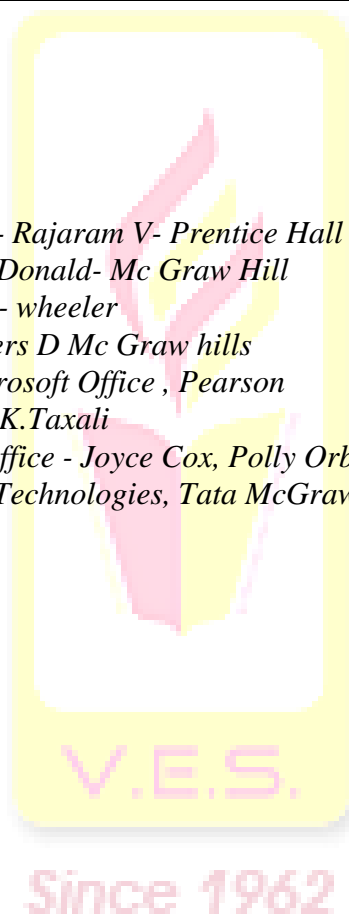 - Rajaram V- Prentice Hall
Donald- Mc Graw Hill
- wheeler
ers D Mc Graw hills
rosoft Office , Pearson
K.Taxali
ffice - Joyce Cox, Polly Orb
Technologies, Tata McGraw
V.E.S.
Since 1962